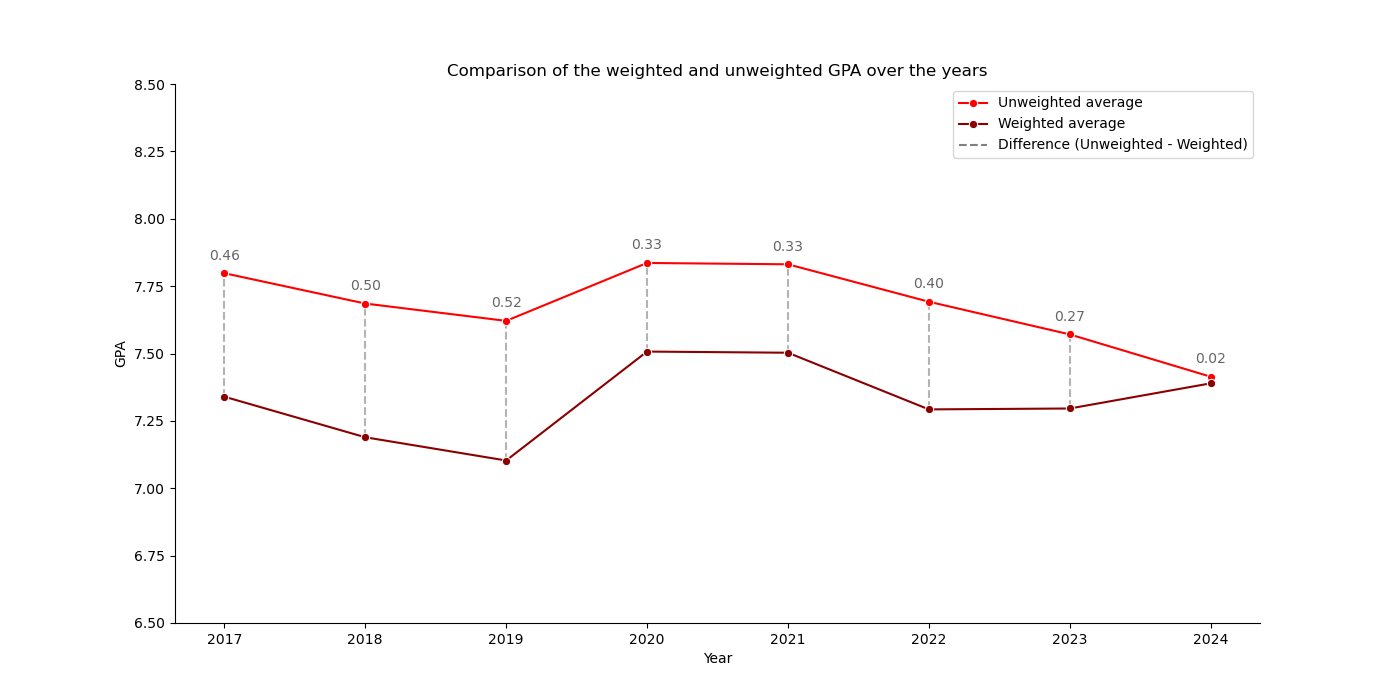 Comparison of the weighted and unweighted GPA over the years
8.50
8.25
8.00
7.75
7.50
7.25
7.00
6.75
6.50
GPA
Unweighted average
Weighted average
Difference (Unweighted - Weighted)
0.46
0.50
0.52
0.33
0.33
0.40
0.27
0.02
2017 2018 2019 2020 2021 2022 2023 2024
Year